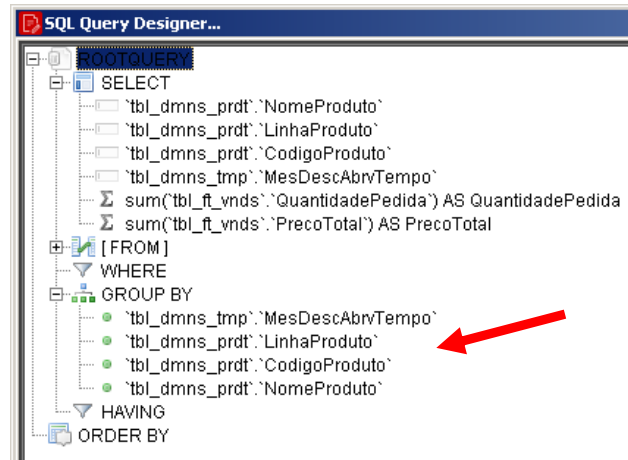 SQL Query Designer...
ROOTQUERY
SELECT
`tbl_dmns_prdt`.`NomeProduto`
`tbl_dmns_prdt`.`LinhaProduto`
`tbl_dmns_prdt`.`CodigoProduto`
`tbl_dmns_tmp`.`MesDescAbrvTempo`
Σ sum(`tbl_ft_vnds`.`QuantidadePedida`) AS QuantidadePedida
Σ sum(`tbl_ft_vnds`.`PrecoTotal`) AS PrecoTotal
[ FROM ]
WHERE
GROUP BY
`tbl_dmns_tmp`.`MesDescAbrvTempo`
`tbl_dmns_prdt`.`LinhaProduto`
`tbl_dmns_prdt`.`CodigoProduto`
`tbl_dmns_prdt`.`NomeProduto`
HAVING
ORDER BY